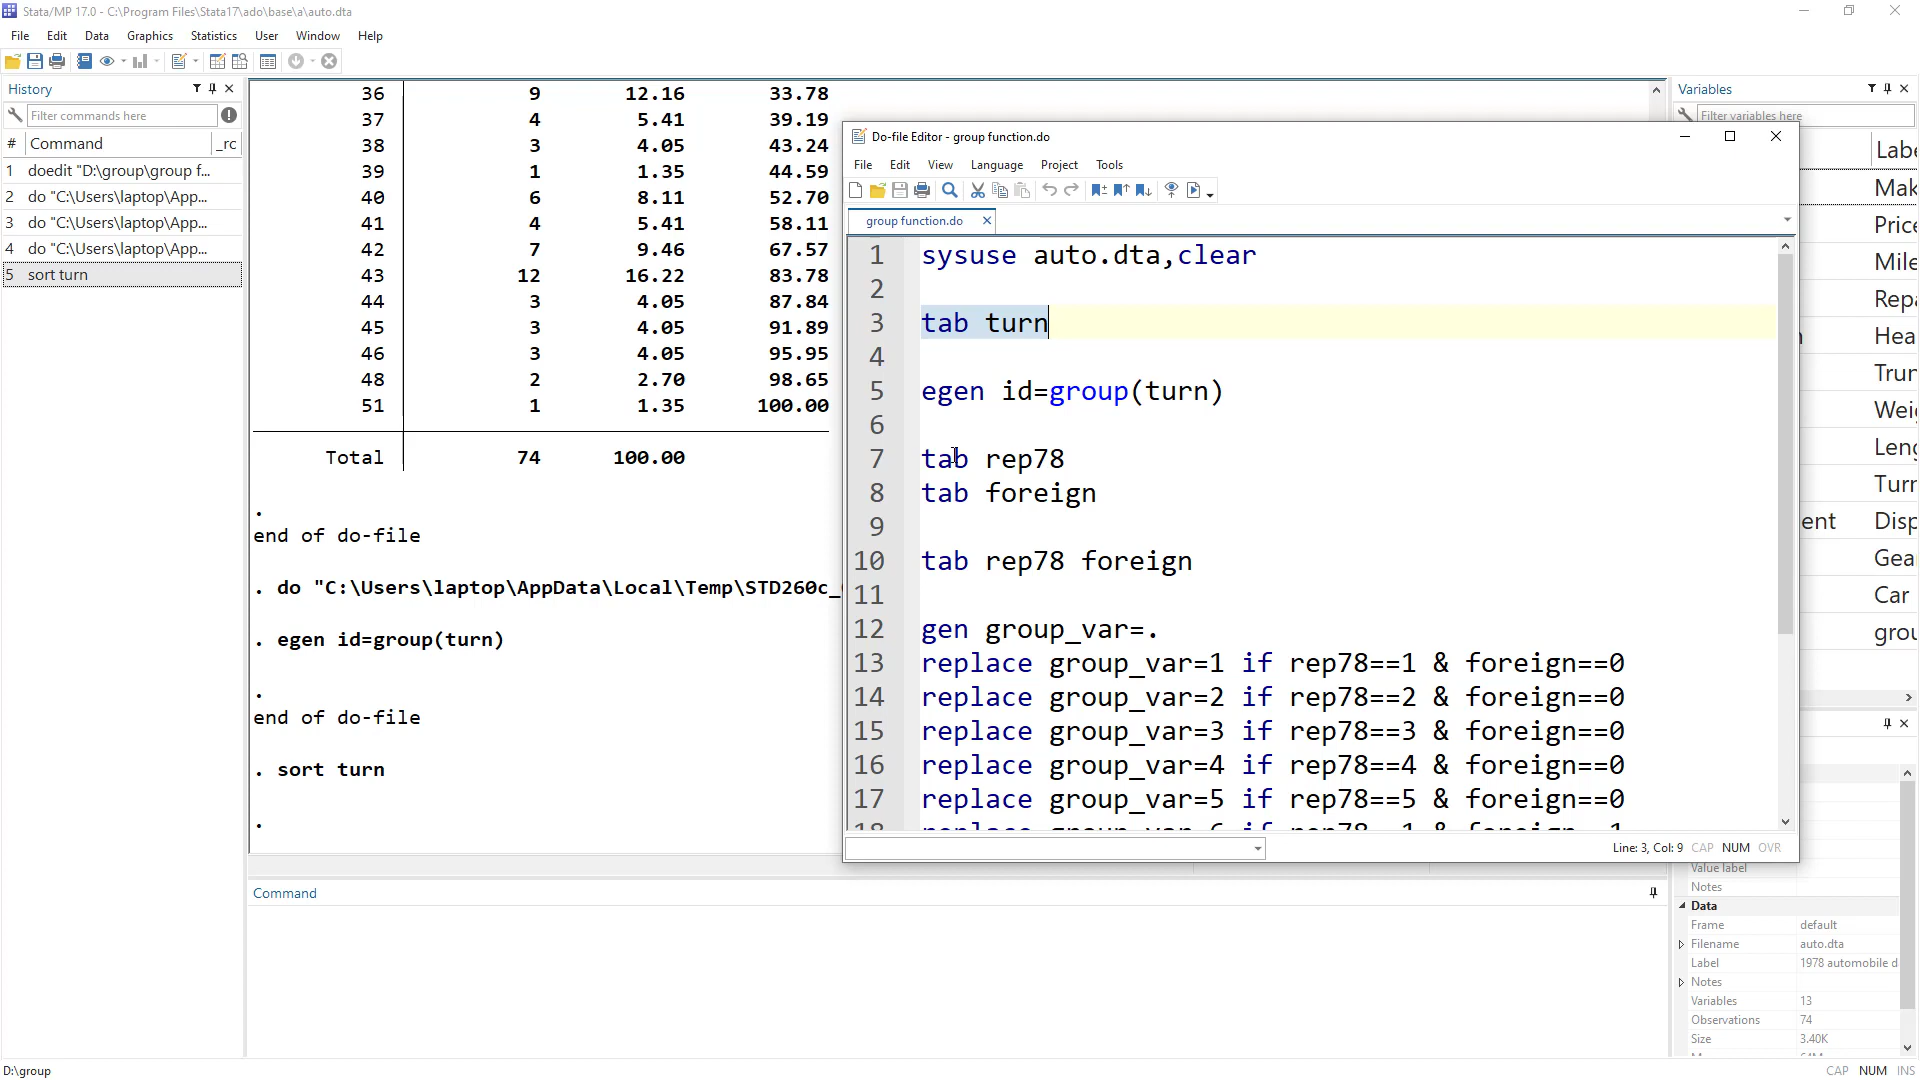 Stata/MP 17.0 - C:\Program Files\Stata17\ado\base\a\auto.dta
File Edit Data Graphics Statistics User Window Help
History
Filter commands here
# Command _rc
1 doedit "D:\group\group f...
2 do "C:\Users\laptop\App...
3 do "C:\Users\laptop\App...
4 do "C:\Users\laptop\App...
5 sort turn
36 9 12.16 33.78
37 4 5.41 39.19
38 3 4.05 43.24
39 1 1.35 44.59
40 6 8.11 52.70
41 4 5.41 58.11
42 7 9.46 67.57
43 12 16.22 83.78
44 3 4.05 87.84
45 3 4.05 91.89
46 3 4.05 95.95
48 2 2.70 98.65
51 1 1.35 100.00
Total 74 100.00
.
end of do-file
. do "C:\Users\laptop\AppData\Local\Temp\STD260c_
. egen id=group(turn)
.
end of do-file
. sort turn
.
Command
Do-file Editor - group function.do
File Edit View Language Project Tools
group function.do
1 sysuse auto.dta,clear
2
3 tab turn
4
5 egen id=group(turn)
6
7 tab rep78
8 tab foreign
9
10 tab rep78 foreign
11
12 gen group_var=.
13 replace group_var=1 if rep78==1 & foreign==0
14 replace group_var=2 if rep78==2 & foreign==0
15 replace group_var=3 if rep78==3 & foreign==0
16 replace group_var=4 if rep78==4 & foreign==0
17 replace group_var=5 if rep78==5 & foreign==0
Line: 3, Col: 9 CAP NUM OVR
Variables
Filter variables here
Labe
Mak
Price
Mile
Repa
Hea
Trun
Weig
Leng
Turn
ent Disp
Gea
Car
grou
Value label
Notes
Data
Frame default
Filename auto.dta
Label 1978 automobile d
Notes
Variables 13
Observations 74
Size 3.40K
D:\group
CAP NUM INS